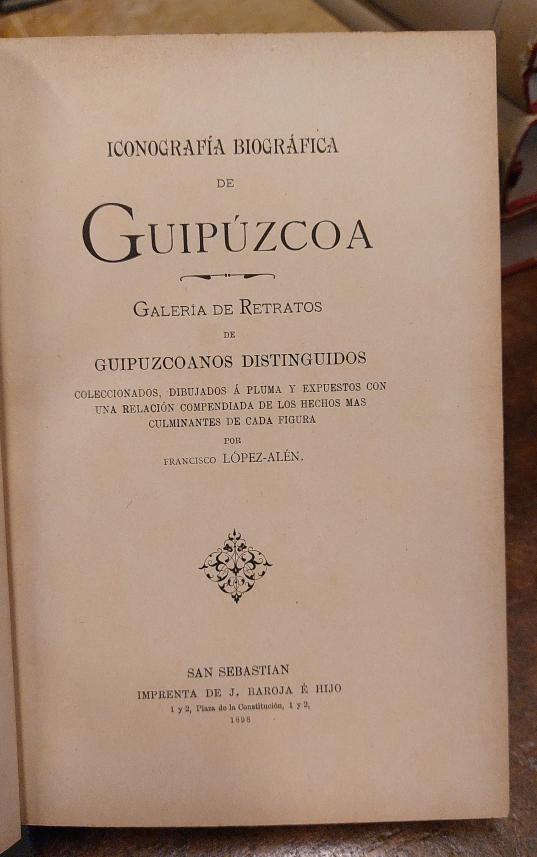 ICONOGRAFÍA BIOGRÁFICA
DE
GUIPÚZCOA
GALERÍA DE RETRATOS
DE
GUIPUZCOANOS DISTINGUIDOS
COLECCIONADOS, DIBUJADOS Á PLUMA Y EXPUESTOS CON
UNA RELACIÓN COMPENDIADA DE LOS HECHOS MAS
CULMINANTES DE CADA FIGURA
POR
FRANCISCO LÓPEZ-ALÉN.
SAN SEBASTIAN
IMPRENTA DE J. BAROJA É HIJO
1 y 2, Plaza de la Constitución, 1 y 2,
1898